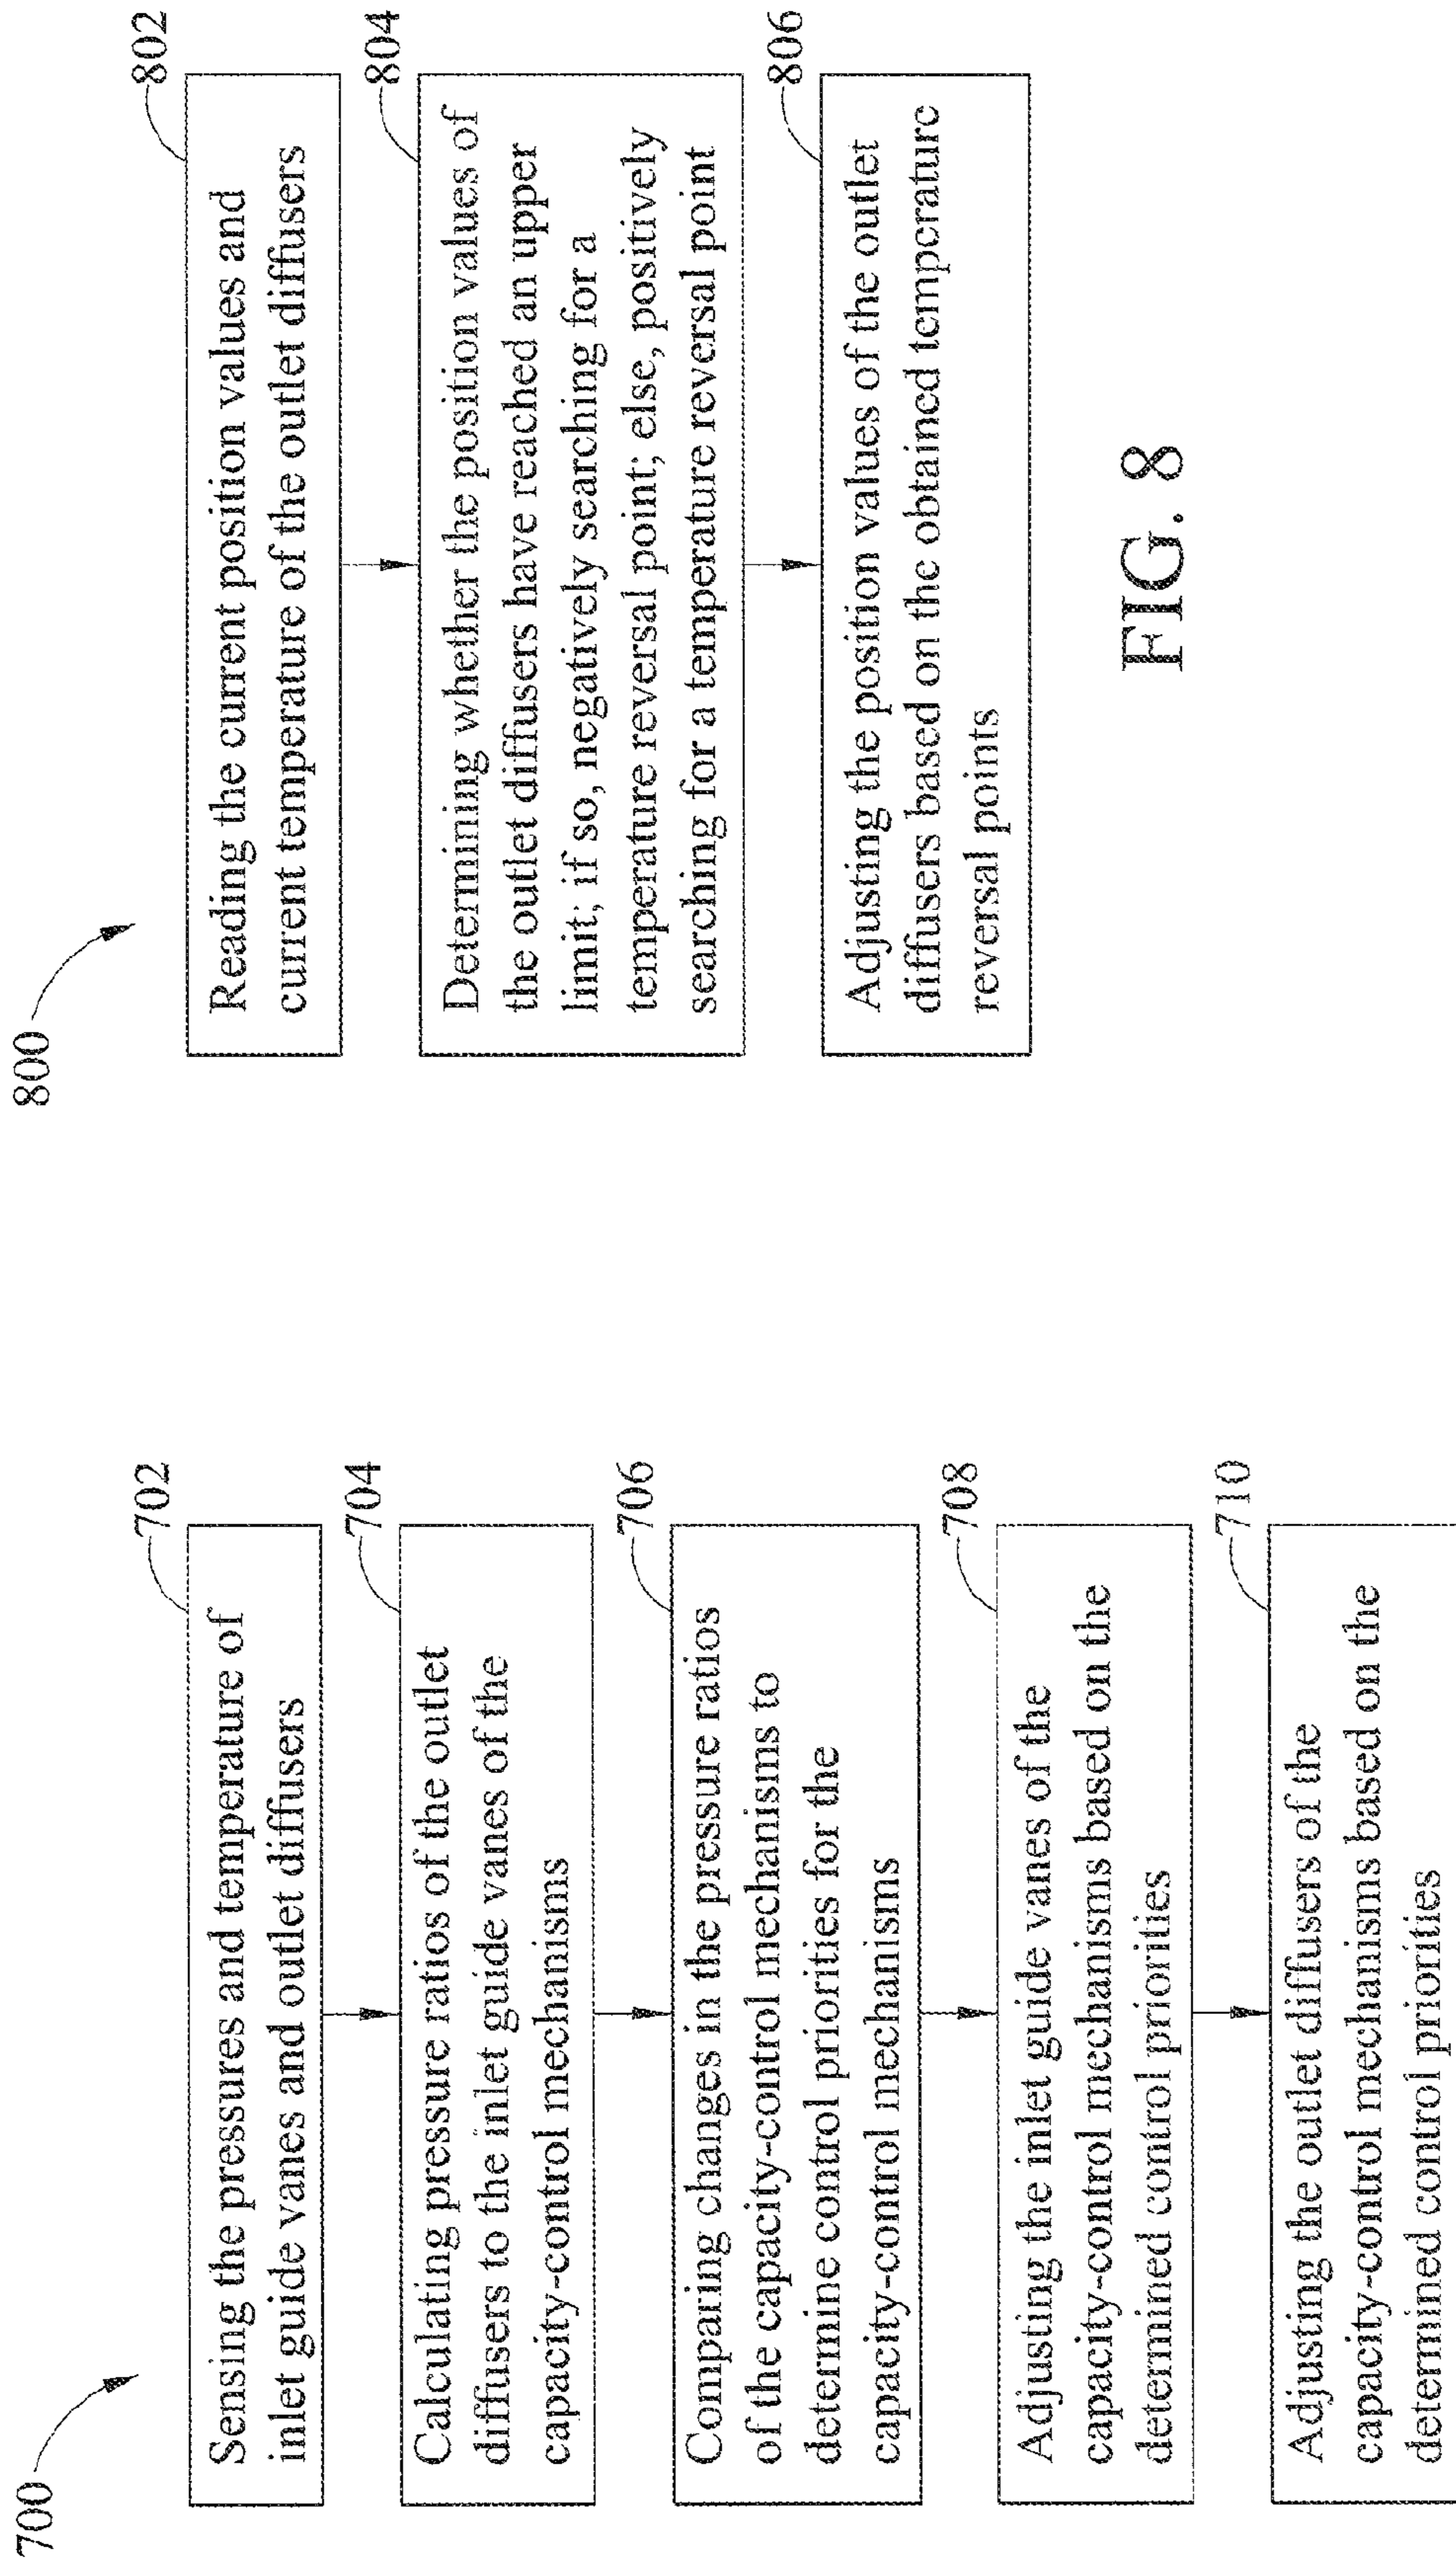 700
702
Sensing the pressures and temperature of
inlet guide vanes and outlet diffusers
704
Calculating pressure ratios of the outlet
diffusers to the inlet guide vanes of the
capacity-control mechanisms
706
Comparing changes in the pressure ratios
of the capacity-control mechanisms to
determine control priorities for the
capacity-control mechanisms
708
Adjusting the inlet guide vanes of the
capacity-control mechanisms based on the
determined control priorities
710
Adjusting the outlet diffusers of the
capacity-control mechanisms based on the
determined control priorities
800
802
Reading the current position values and
current temperature of the outlet diffusers
804
Determining whether the position values of
the outlet diffusers have reached an upper
limit; if so, negatively searching for a
temperature reversal point; else, positively
searching for a temperature reversal point
806
Adjusting the position values of the outlet
diffusers based on the obtained temperature
reversal points
FIG. 8